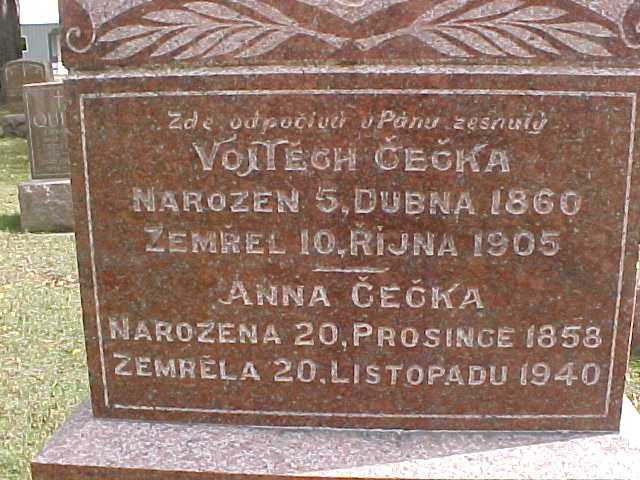 Zde odpočívá v Pánu zesnulý
VOJTĚCH ČEČKA
NAROZEN 5, DUBNA 1860
ZEMŘEL 10, ŘÍJNA 1905
ANNA ČEČKA
NAROZENA 20, PROSINCE 1858
ZEMŘELA 20, LISTOPADU 1940